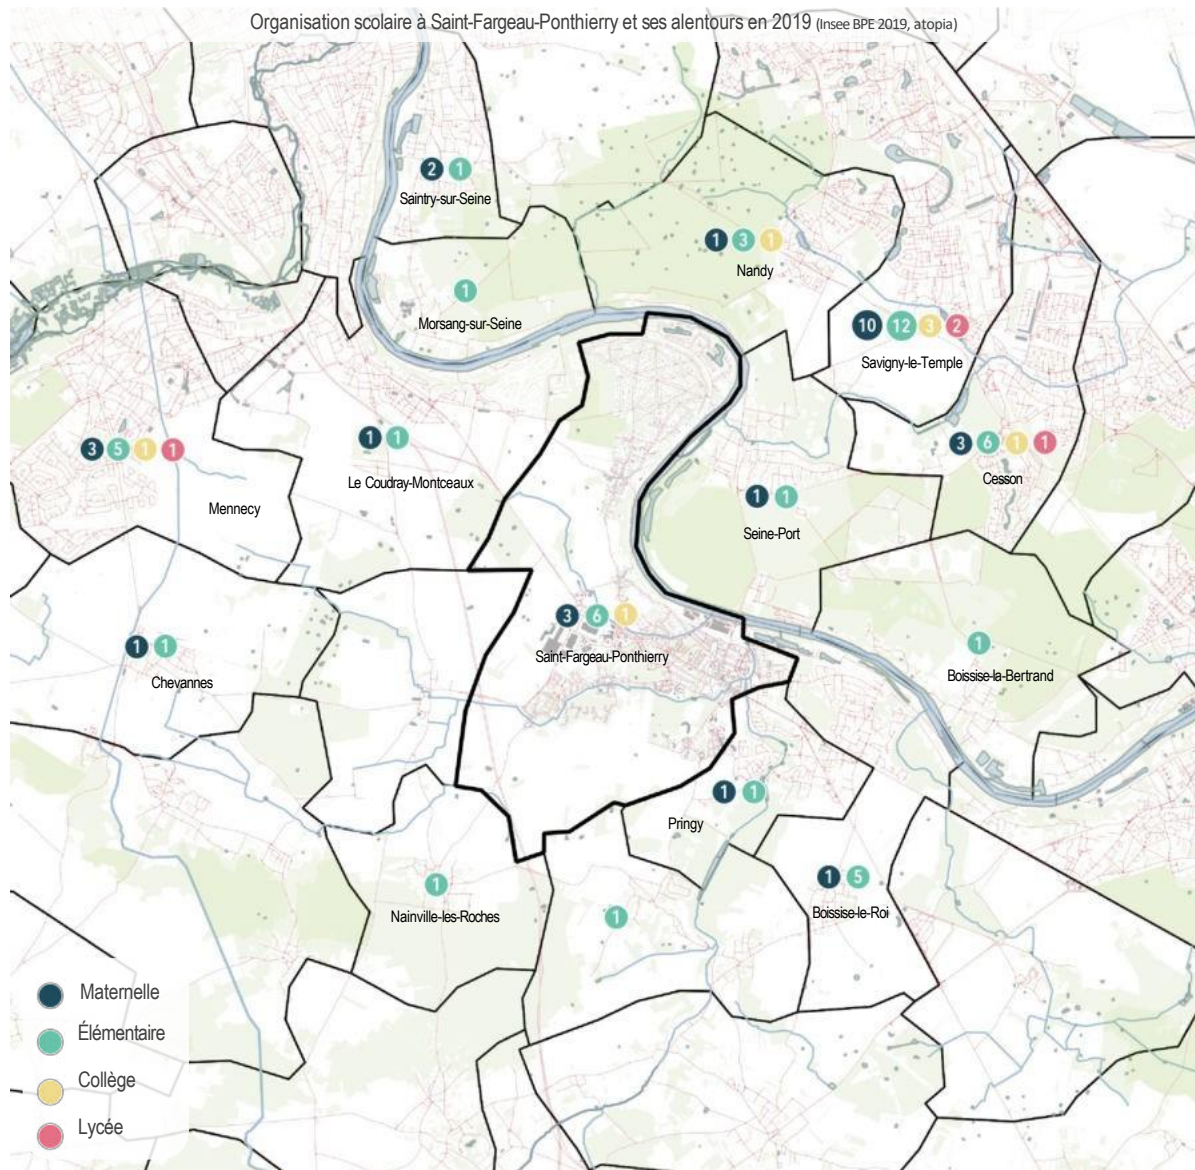 Organisation scolaire à Saint-Fargeau-Ponthierry et ses alentours en 2019 (Insee BPE 2019, atopia)
2 1
Saintry-sur-Seine
1 3 1
Nandy
1
Morsang-sur-Seine
10 12 3 2
Savigny-le-Temple
3 5 1 1
Mennecy
1 1
Le Coudray-Montceaux
3 6 1 1
Cesson
1 1
Seine-Port
3 6 1
Saint-Fargeau-Ponthierry
1 1
Chevannes
1
Boissise-la-Bertrand
1 1
Pringy
1
Nainville-les-Roches
1
1 5
Boissise-le-Roi
Maternelle
Élémentaire
Collège
Lycée